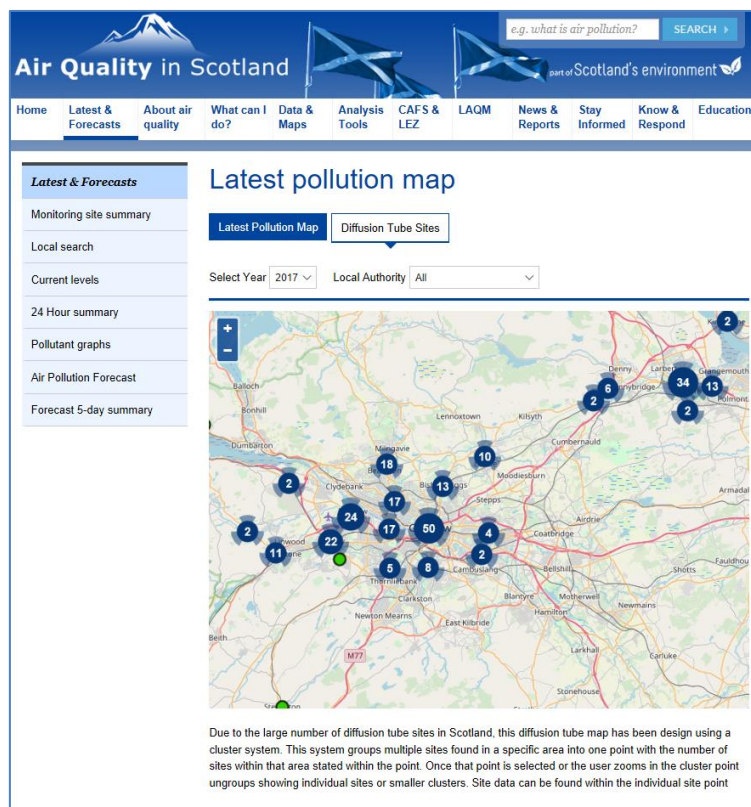 e.g. what is air pollution?
SEARCH ›
Air Quality in Scotland
part of Scotland's environment
Home
Latest & Forecasts
About air quality
What can I do?
Data & Maps
Analysis Tools
CAFS & LEZ
LAQM
News & Reports
Stay Informed
Know & Respond
Education
Latest & Forecasts
Monitoring site summary
Local search
Current levels
24 Hour summary
Pollutant graphs
Air Pollution Forecast
Forecast 5-day summary
Latest pollution map
Latest Pollution Map
Diffusion Tube Sites
Select Year 2017
Local Authority All
+
−
2
Denny
Larbert
Grangemouth
34
13
6
nybridge
2
Polmont
2
Balloch
Bonhill
Lennoxtown
Kilsyth
Dumbarton
Cumbernauld
Milngavie
18
10
Moodiesburn
Clydebank
2
13
Stepps
Armadal
17
24
17
50
4
Airdrie
Coatbridge
2
22
11
2
5
8
Cambuslang
Bellshill
Shotts
Fauldhou
Thornliebank
Clarkston
Blantyre
Motherwell
Newmains
Newton Mearns
East Kilbride
Hamilton
Beith
M77
Larkhall
Carluke
Stonehouse
Due to the large number of diffusion tube sites in Scotland, this diffusion tube map has been design using a
cluster system. This system groups multiple sites found in a specific area into one point with the number of
sites within that area stated within the point. Once that point is selected or the user zooms in the cluster point
ungroups showing individual sites or smaller clusters. Site data can be found within the individual site point